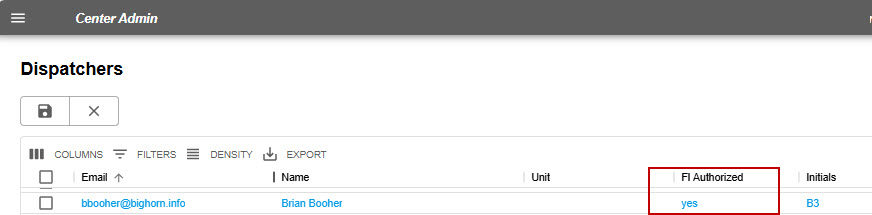 Center Admin
Dispatchers
COLUMNS FILTERS DENSITY EXPORT
Email Name Unit FI Authorized Initials
bbooher@bighorn.info Brian Booher yes B3